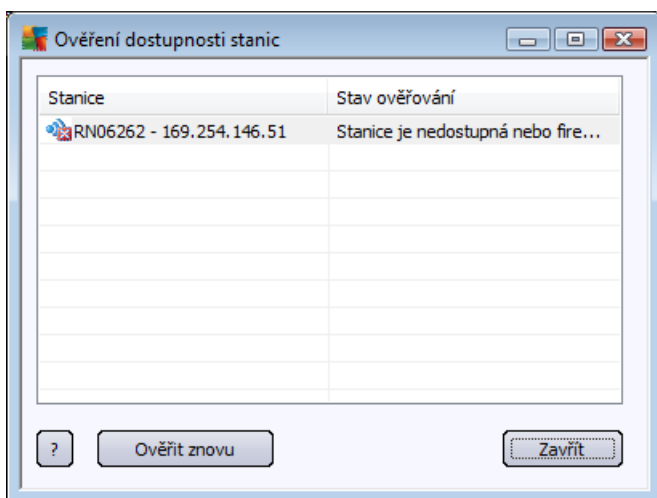 Ověření dostupnosti stanic
Stanice Stav ověřování
RN06262 - 169.254.146.51 Stanice je nedostupná nebo fire...
? Ověřit znovu Zavřít